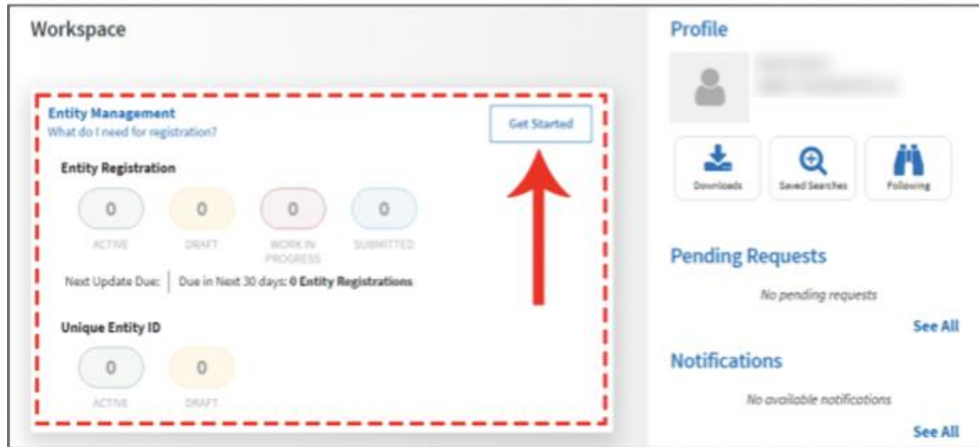 Workspace
Entity Management
What do I need for registration?
Get Started
Entity Registration
0 0 0 0
ACTIVE DRAFT WORK IN PROGRESS SUBMITTED
Next Update Due: Due in Next 30 days: 0 Entity Registrations
Unique Entity ID
0 0
ACTIVE DRAFT
Profile
Downloads Saved Searches Following
Pending Requests
No pending requests
See All
Notifications
No available notifications
See All